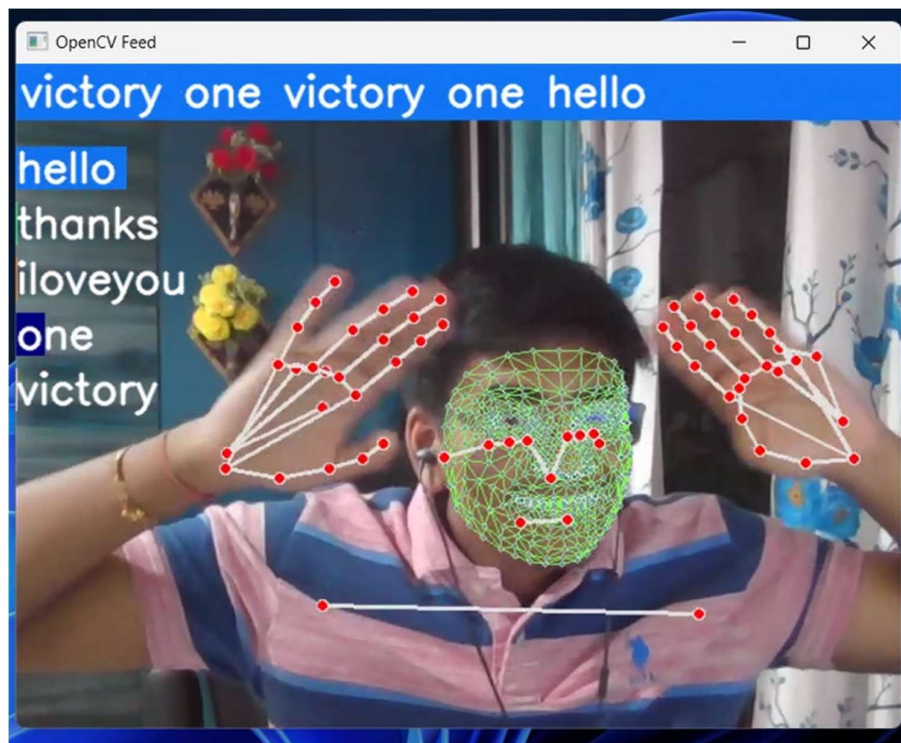 OpenCV Feed
victory one victory one hello
hello
thanks
iloveyou
one
victory